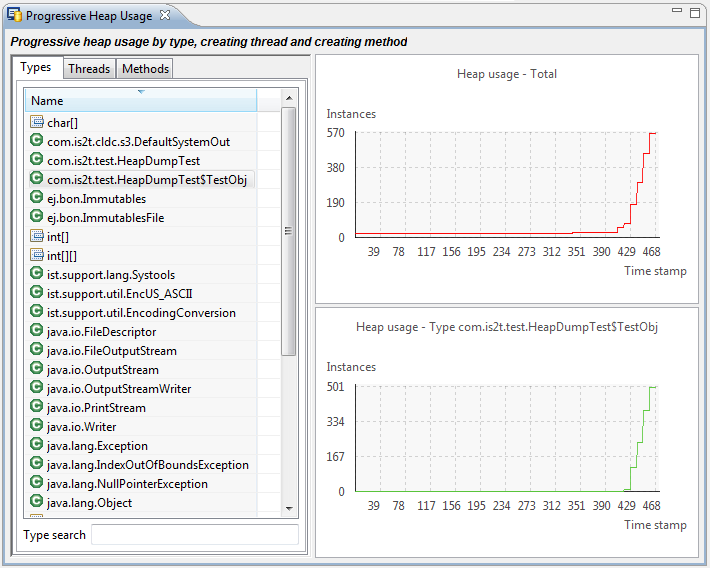 Progressive Heap Usage
Progressive heap usage by type, creating thread and creating method
Types Threads Methods
Name
char[]
com.is2t.cldc.s3.DefaultSystemOut
com.is2t.test.HeapDumpTest
com.is2t.test.HeapDumpTest$TestObj
ej.bon.Immutables
ej.bon.ImmutablesFile
int[]
int[][]
ist.support.lang.Systools
ist.support.util.EncUS_ASCII
ist.support.util.EncodingConversion
java.io.FileDescriptor
java.io.FileOutputStream
java.io.OutputStream
java.io.OutputStreamWriter
java.io.PrintStream
java.io.Writer
java.lang.Exception
java.lang.IndexOutOfBoundsException
java.lang.NullPointerException
java.lang.Object
Type search
Heap usage - Total
Instances
570
380
190
0
39 78 117 156 195 234 273 312 351 390 429 468
Time stamp
Heap usage - Type com.is2t.test.HeapDumpTest$TestObj
Instances
501
334
167
0
39 78 117 156 195 234 273 312 351 390 429 468
Time stamp